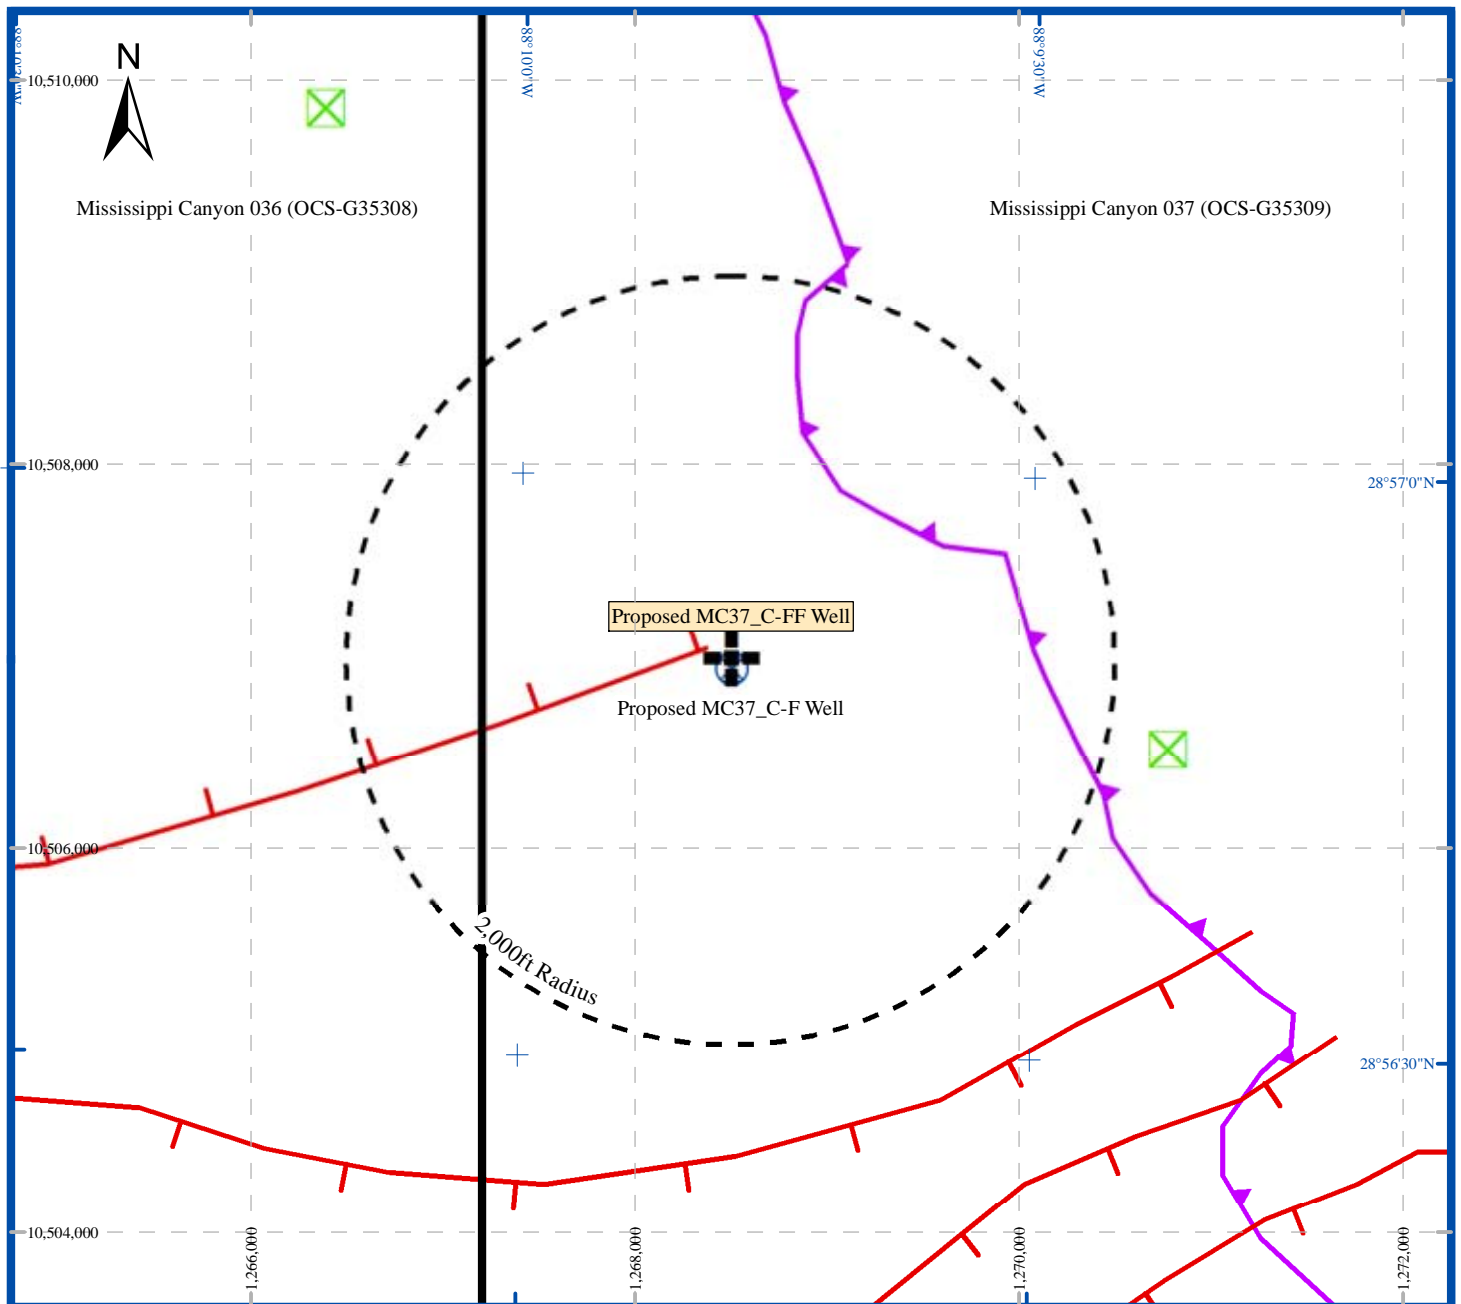 88°10'0"W
88°9'30"W
N
10,510,000
Mississippi Canyon 036 (OCS-G35308)
Mississippi Canyon 037 (OCS-G35309)
10,508,000
28°57'0"N
Proposed MC37_C-FF Well
Proposed MC37_C-F Well
10,506,000
2,000ft Radius
28°56'30"N
10,504,000
1,266,000
1,268,000
1,270,000
1,272,000